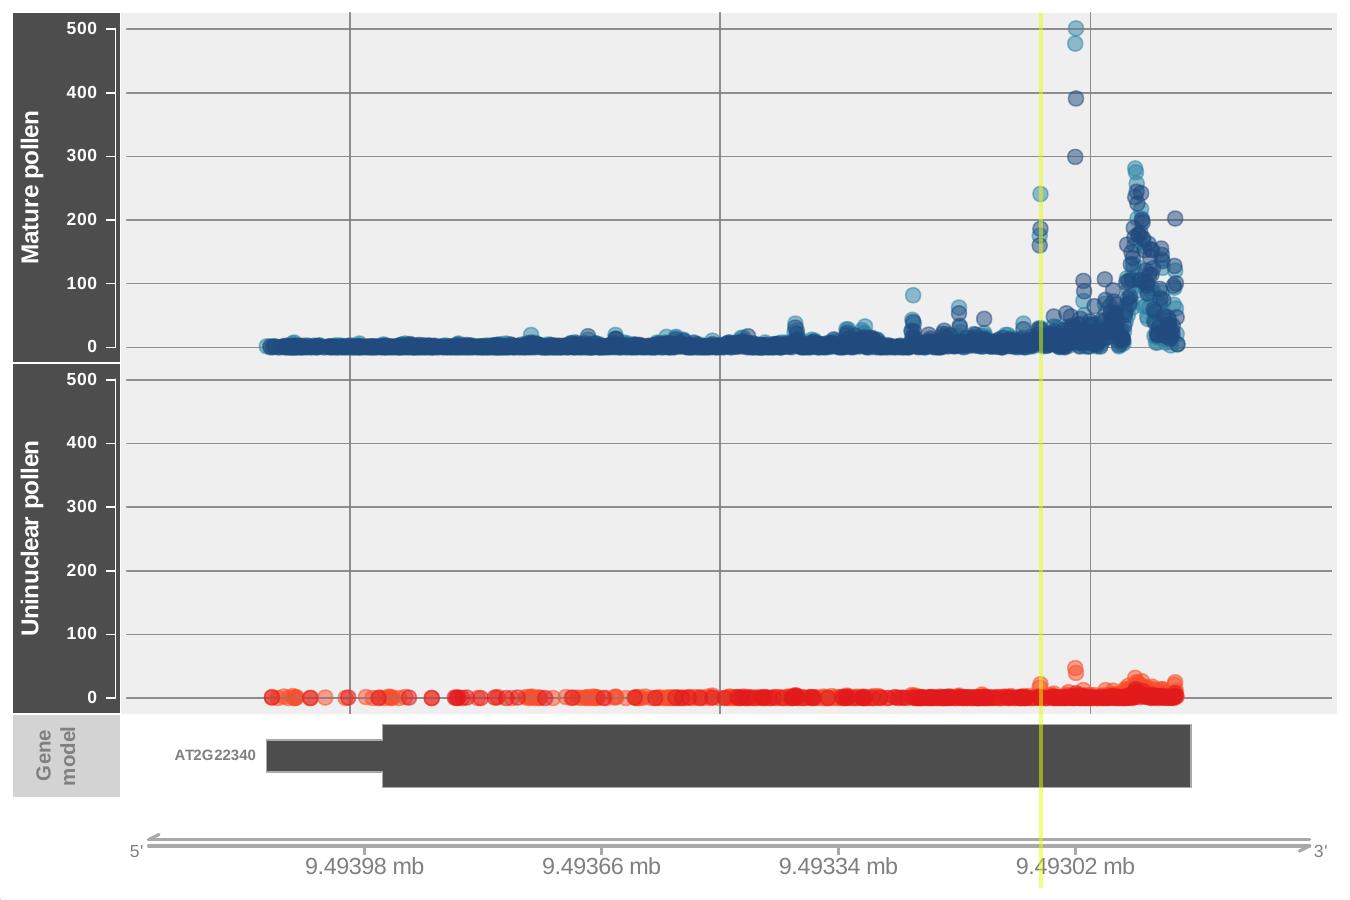 500
400
300
200
100
0
Mature pollen
500
400
300
200
100
0
Uninuclear pollen
Gene
model
AT2G22340
5'
3'
9.49398 mb
9.49366 mb
9.49334 mb
9.49302 mb